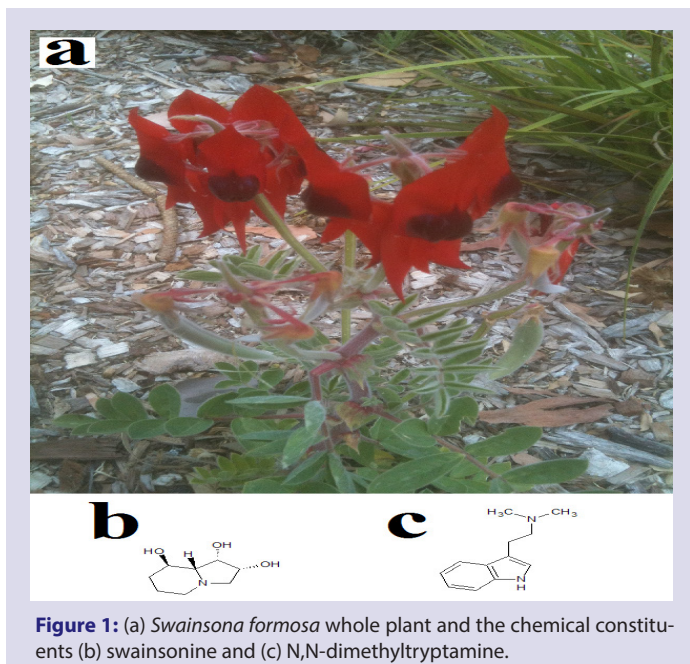 a
b
c
HO
H
OH
OH
N
H₃C
N
CH₃
N
H
Figure 1: (a) Swainsona formosa whole plant and the chemical constitu-
ents (b) swainsonine and (c) N,N-dimethyltryptamine.